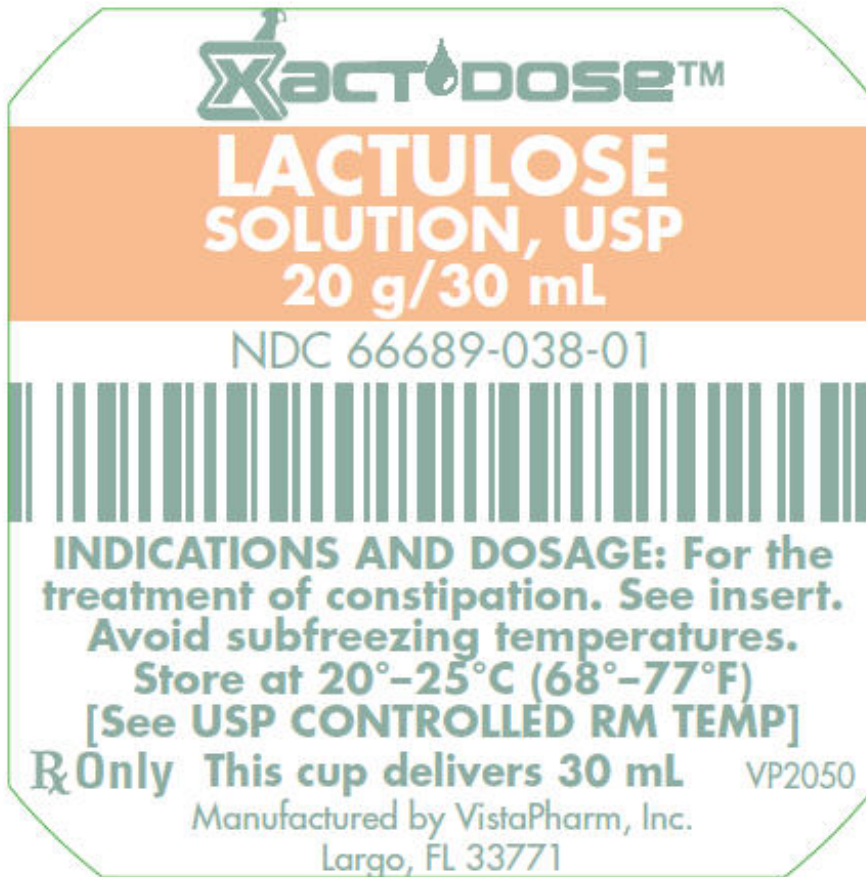 XACTDOSE™
LACTULOSE
SOLUTION, USP
20 g/30 mL
NDC 66689-038-01
INDICATIONS AND DOSAGE: For the
treatment of constipation. See insert.
Avoid subfreezing temperatures.
Store at 20°–25°C (68°–77°F)
[See USP CONTROLLED RM TEMP]
℞ Only This cup delivers 30 mL VP2050
Manufactured by VistaPharm, Inc.
Largo, FL 33771